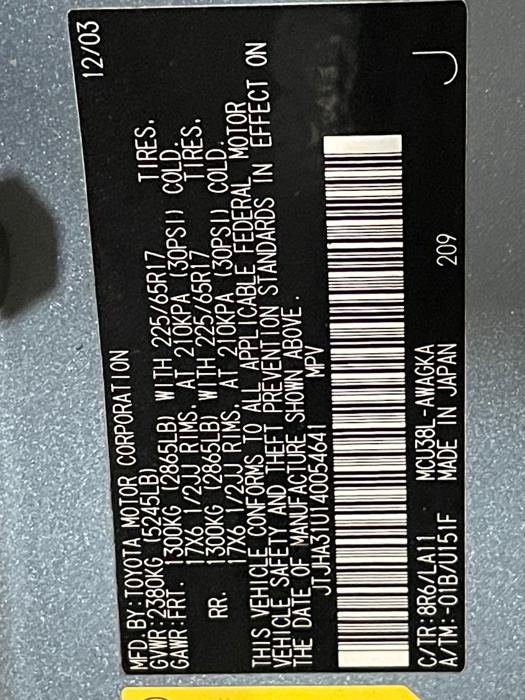 MFD.BY:TOYOTA MOTOR CORPORATION 12/03
GVWR:2380KG (5245LB)
GAWR:FRT. 1300KG (2865LB) WITH 225/65R17 TIRES,
17X6 1/2JJ RIMS, AT 210KPA (30PSI) COLD.
RR. 1300KG (2865LB) WITH 225/65R17 TIRES,
17X6 1/2JJ RIMS, AT 210KPA (30PSI) COLD.
THIS VEHICLE CONFORMS TO ALL APPLICABLE FEDERAL MOTOR
VEHICLE SAFETY AND THEFT PREVENTION STANDARDS IN EFFECT ON
THE DATE OF MANUFACTURE SHOWN ABOVE.
JTJHA31U140054641 MPV
C/TR:8R6/LA11 MCU38L-AWAGKA 209 J
A/TM:-01B/U151F MADE IN JAPAN